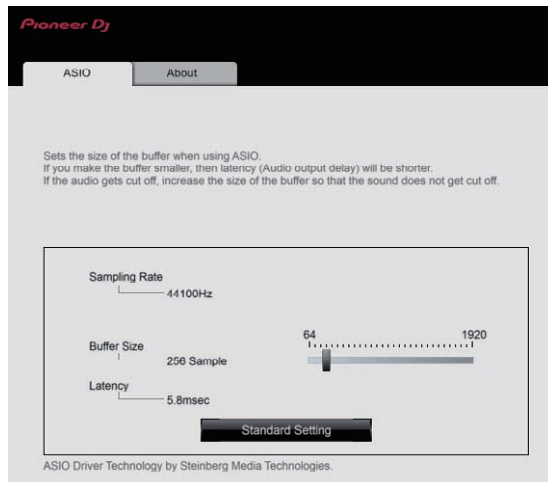 Pioneer Dj
ASIO About
Sets the size of the buffer when using ASIO.
If you make the buffer smaller, then latency (Audio output delay) will be shorter.
If the audio gets cut off, increase the size of the buffer so that the sound does not get cut off.
Sampling Rate
44100Hz
64 1920
Buffer Size
256 Sample
Latency
5.8msec
Standard Setting
ASIO Driver Technology by Steinberg Media Technologies.